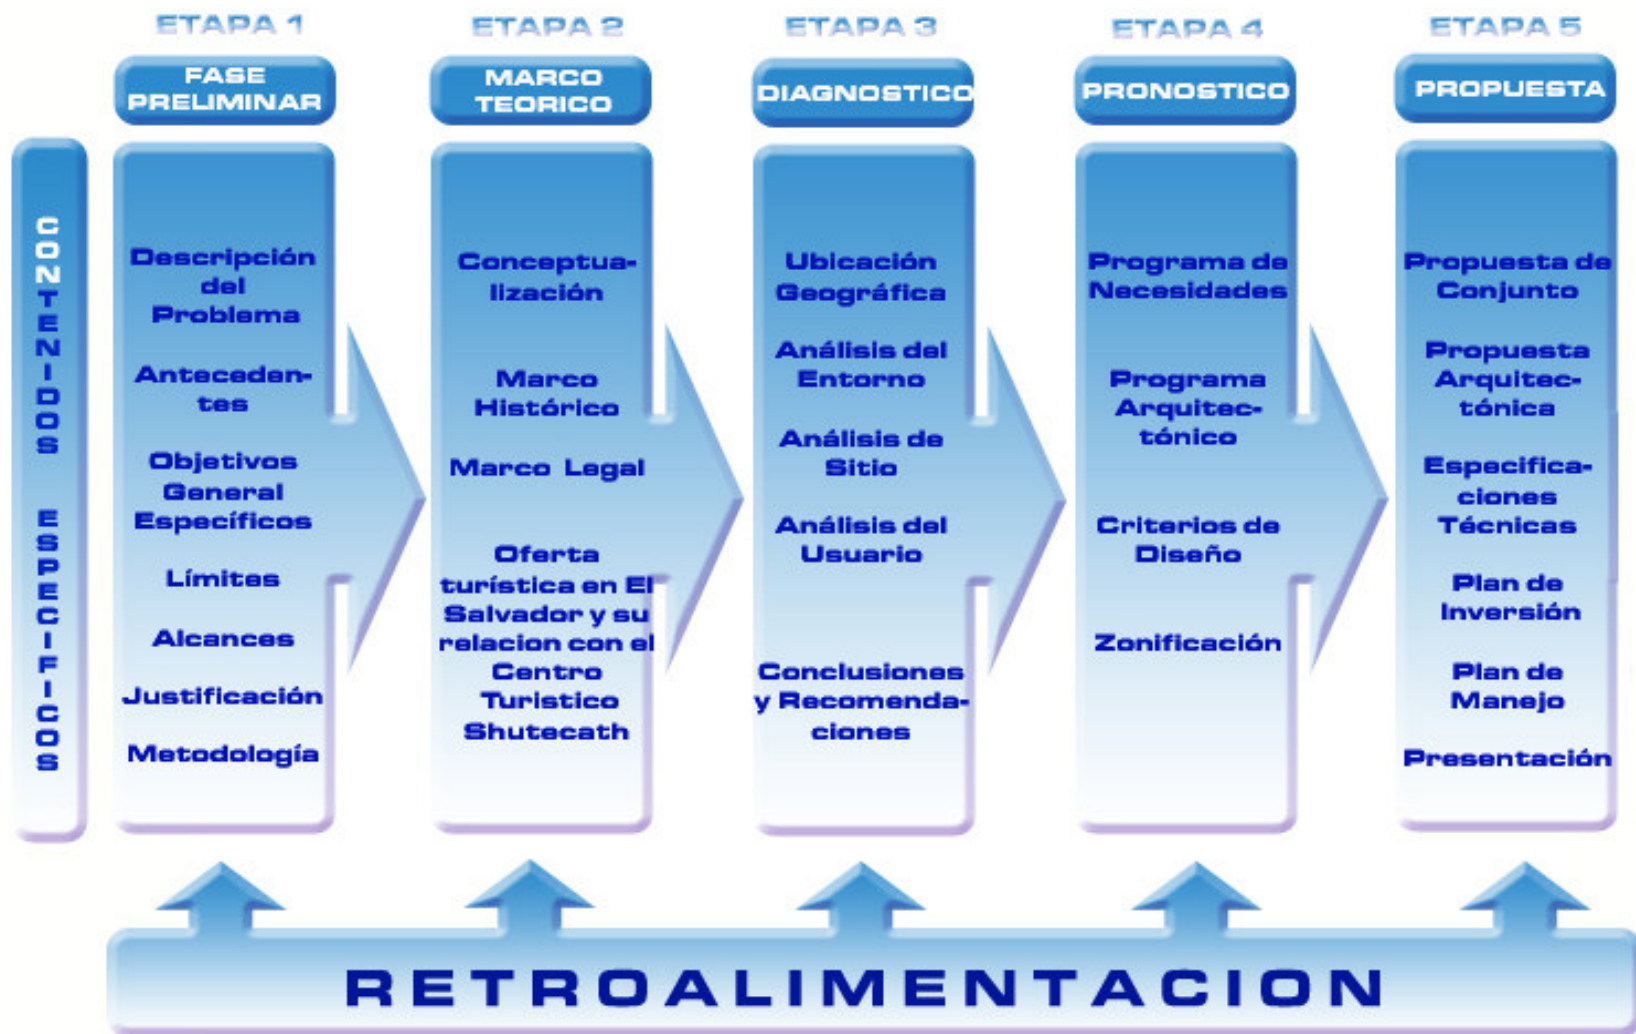 ETAPA 1
FASE
PRELIMINAR
ETAPA 2
MARCO
TEORICO
ETAPA 3
DIAGNOSTICO
ETAPA 4
PRONOSTICO
ETAPA 5
PROPUESTA
CONTENIDOS ESPECIFICOS
Descripción
del
Problema
Anteceden-
tes
Objetivos
General
Específicos
Límites
Alcances
Justificación
Metodología
Conceptua-
lización
Marco
Histórico
Marco Legal
Oferta
turística en El
Salvador y su
relacion con el
Centro
Turistico
Shutecath
Ubicación
Geográfica
Análisis del
Entorno
Análisis de
Sitio
Análisis del
Usuario
Conclusiones
y Recomenda-
ciones
Programa de
Necesidades
Programa
Arquitec-
tónico
Criterios de
Diseño
Zonificación
Propuesta de
Conjunto
Propuesta
Arquitec-
tónica
Especifica-
ciones
Técnicas
Plan de
Inversión
Plan de
Manejo
Presentación
RETROALIMENTACION